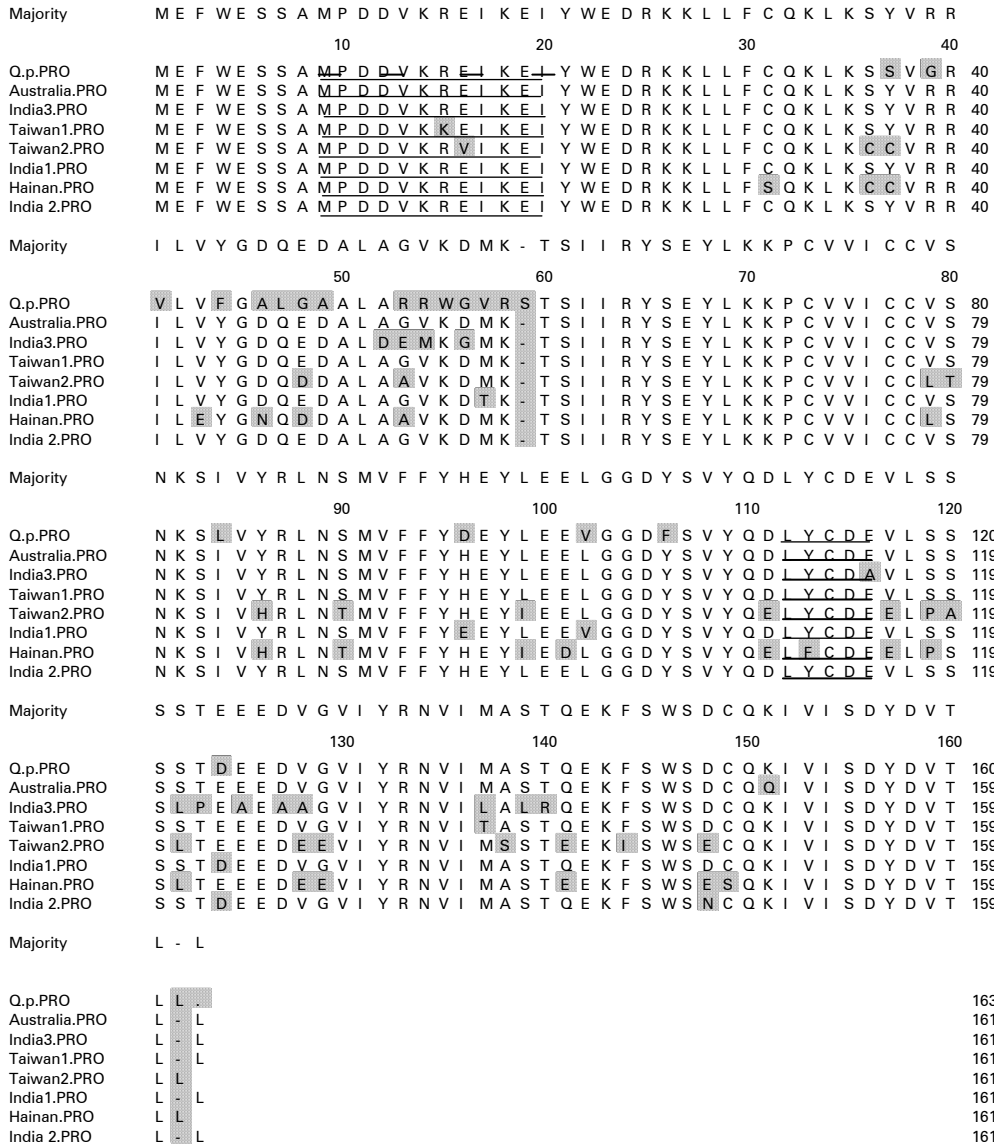 Majority M E F W E S S A M P D D V K R E I K E I Y W E D R K K L L F C Q K L K S Y V R R
10 20 30 40
Q.p.PRO M E F W E S S A M P D D V K R E I K E I Y W E D R K K L L F C Q K L K S S V G R 40
Australia.PRO M E F W E S S A M P D D V K R E I K E I Y W E D R K K L L F C Q K L K S Y V R R 40
India3.PRO M E F W E S S A M P D D V K R E I K E I Y W E D R K K L L F C Q K L K S Y V R R 40
Taiwan1.PRO M E F W E S S A M P D D V K K E I K E I Y W E D R K K L L F C Q K L K S Y V R R 40
Taiwan2.PRO M E F W E S S A M P D D V K R V I K E I Y W E D R K K L L F C Q K L K C C V R R 40
India1.PRO M E F W E S S A M P D D V K R E I K E I Y W E D R K K L L F C Q K L K S Y V R R 40
Hainan.PRO M E F W E S S A M P D D V K R E I K E I Y W E D R K K L L F S Q K L K C C V R R 40
India 2.PRO M E F W E S S A M P D D V K R E I K E I Y W E D R K K L L F C Q K L K S Y V R R 40
Majority I L V Y G D Q E D A L A G V K D M K - T S I I R Y S E Y L K K P C V V I C C V S
50 60 70 80
Q.p.PRO V L V F G A L G A A L A R R W G V R S T S I I R Y S E Y L K K P C V V I C C V S 80
Australia.PRO I L V Y G D Q E D A L A G V K D M K - T S I I R Y S E Y L K K P C V V I C C V S 79
India3.PRO I L V Y G D Q E D A L D E M K G M K - T S I I R Y S E Y L K K P C V V I C C V S 79
Taiwan1.PRO I L V Y G D Q E D A L A G V K D M K - T S I I R Y S E Y L K K P C V V I C C V S 79
Taiwan2.PRO I L V Y G D Q D D A L A A V K D M K - T S I I R Y S E Y L K K P C V V I C C L T 79
India1.PRO I L V Y G D Q E D A L A G V K D T K - T S I I R Y S E Y L K K P C V V I C C V S 79
Hainan.PRO I L E Y G N Q D D A L A A V K D M K - T S I I R Y S E Y L K K P C V V I C C L S 79
India 2.PRO I L V Y G D Q E D A L A G V K D M K - T S I I R Y S E Y L K K P C V V I C C V S 79
Majority N K S I V Y R L N S M V F F Y H E Y L E E L G G D Y S V Y Q D L Y C D E V L S S
90 100 110 120
Q.p.PRO N K S L V Y R L N S M V F F Y D E Y L E E V G G D F S V Y Q D L Y C D E V L S S 120
Australia.PRO N K S I V Y R L N S M V F F Y H E Y L E E L G G D Y S V Y Q D L Y C D E V L S S 119
India3.PRO N K S I V Y R L N S M V F F Y H E Y L E E L G G D Y S V Y Q D L Y C D A V L S S 119
Taiwan1.PRO N K S I V Y R L N S M V F F Y H E Y L E E L G G D Y S V Y Q D L Y C D E V L S S 119
Taiwan2.PRO N K S I V H R L N T M V F F Y H E Y I E E L G G D Y S V Y Q E L Y C D E E L P A 119
India1.PRO N K S I V Y R L N S M V F F Y E E Y L E E V G G D Y S V Y Q D L Y C D E V L S S 119
Hainan.PRO N K S I V H R L N T M V F F Y H E Y I E D L G G D Y S V Y Q E L F C D E E L P S 119
India 2.PRO N K S I V Y R L N S M V F F Y H E Y L E E L G G D Y S V Y Q D L Y C D E V L S S 119
Majority S S T E E E D V G V I Y R N V I M A S T Q E K F S W S D C Q K I V I S D Y D V T
130 140 150 160
Q.p.PRO S S T D E E D V G V I Y R N V I M A S T Q E K F S W S D C Q K I V I S D Y D V T 160
Australia.PRO S S T E E E D V G V I Y R N V I M A S T Q E K F S W S D C Q Q I V I S D Y D V T 159
India3.PRO S L P E A E A A G V I Y R N V I L A L R Q E K F S W S D C Q K I V I S D Y D V T 159
Taiwan1.PRO S S T E E E D V G V I Y R N V I T A S T Q E K F S W S D C Q K I V I S D Y D V T 159
Taiwan2.PRO S L T E E E D E E V I Y R N V I M S S T E E K I S W S E C Q K I V I S D Y D V T 159
India1.PRO S S T D E E D V G V I Y R N V I M A S T Q E K F S W S D C Q K I V I S D Y D V T 159
Hainan.PRO S L T E E E D E E V I Y R N V I M A S T E E K F S W S E S Q K I V I S D Y D V T 159
India 2.PRO S S T D E E D V G V I Y R N V I M A S T Q E K F S W S N C Q K I V I S D Y D V T 159
Majority L - L
Q.p.PRO L L . 163
Australia.PRO L - L 161
India3.PRO L - L 161
Taiwan1.PRO L - L 161
Taiwan2.PRO L L 161
India1.PRO L - L 161
Hainan.PRO L L 161
India 2.PRO L - L 161